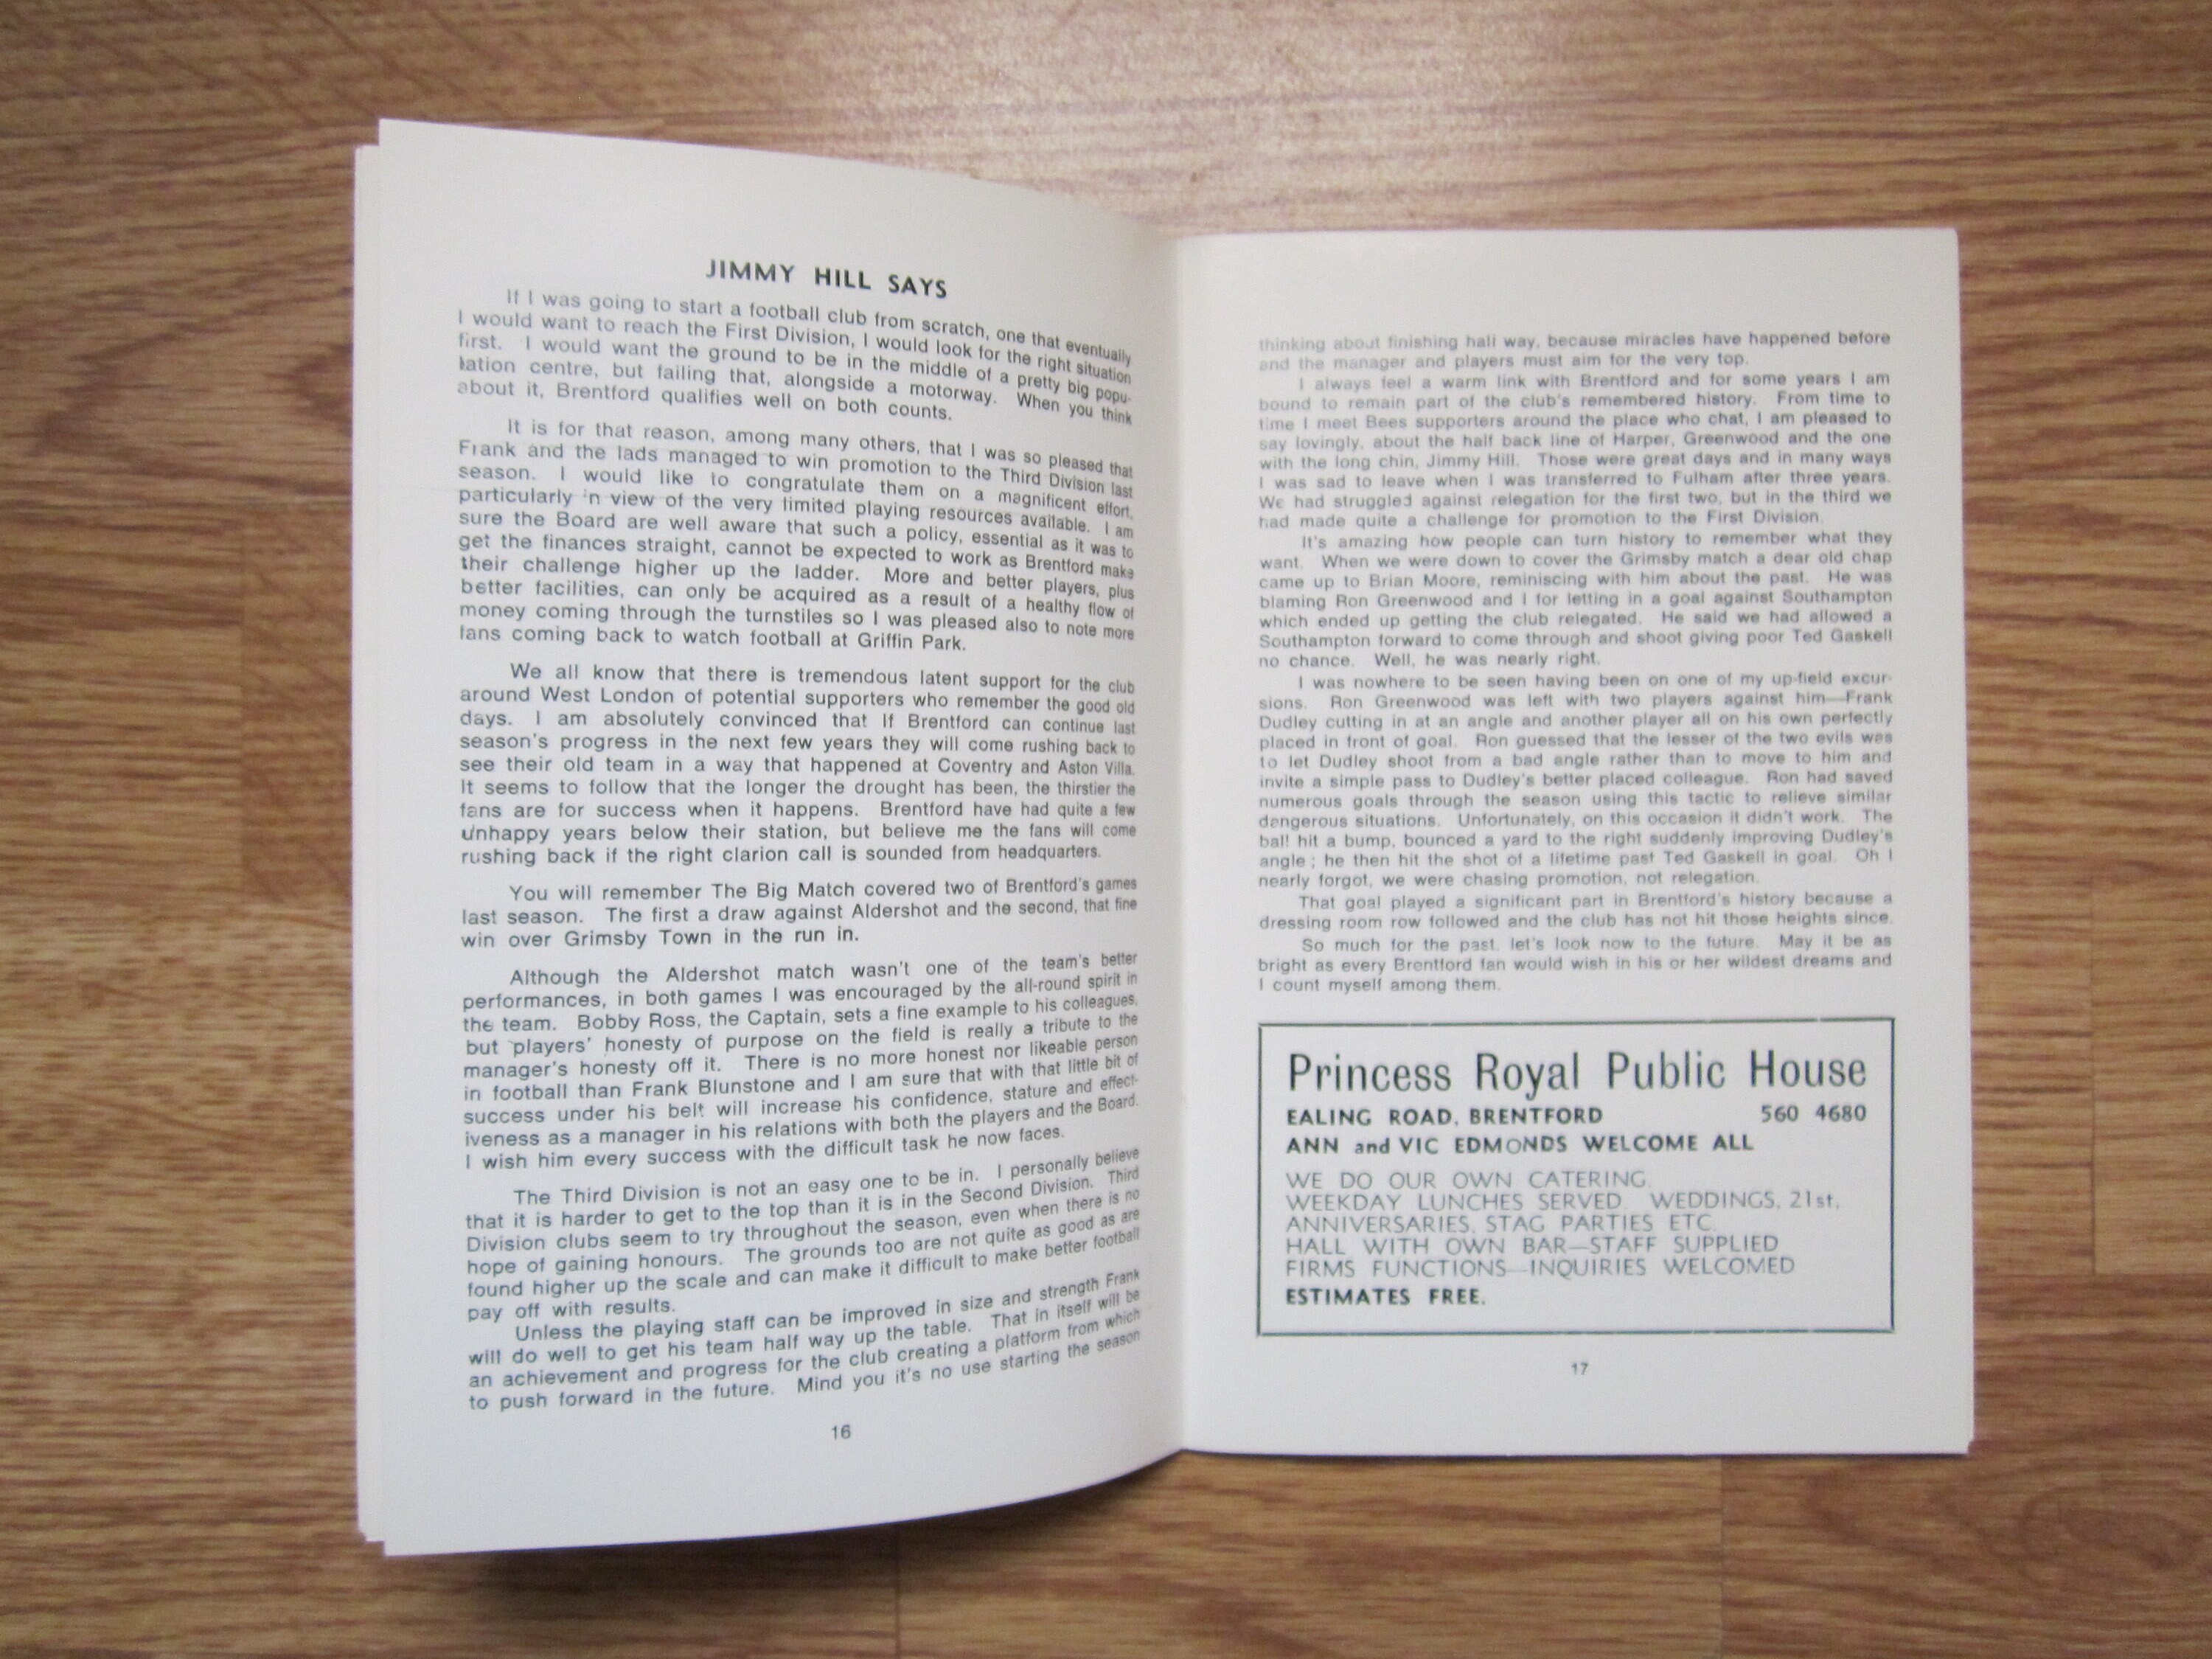 JIMMY HILL SAYS
If I was going to start a football club from scratch, one that eventually
I would want to reach the First Division, I would look for the right situation
first. I would want the ground to be in the middle of a pretty big popu-
lation centre, but failing that, alongside a motorway. When you think
about it, Brentford qualifies well on both counts.
It is for that reason, among many others, that I was so pleased that
Frank and the lads managed to win promotion to the Third Division last
season. I would like to congratulate them on a magnificent effort,
particularly 'n view of the very limited playing resources available. I am
sure the Board are well aware that such a policy, essential as it was to
get the finances straight, cannot be expected to work as Brentford make
their challenge higher up the ladder. More and better players, plus
better facilities, can only be acquired as a result of a healthy flow of
money coming through the turnstiles so I was pleased also to note more
fans coming back to watch football at Griffin Park.
We all know that there is tremendous latent support for the club
around West London of potential supporters who remember the good old
days. I am absolutely convinced that If Brentford can continue last
season's progress in the next few years they will come rushing back to
see their old team in a way that happened at Coventry and Aston Villa.
It seems to follow that the longer the drought has been, the thirstier the
fans are for success when it happens. Brentford have had quite a few
unhappy years below their station, but believe me the fans will come
rushing back if the right clarion call is sounded from headquarters.
You will remember The Big Match covered two of Brentford's games
last season. The first a draw against Aldershot and the second, that fine
win over Grimsby Town in the run in.
Although the Aldershot match wasn't one of the team's better
performances, in both games I was encouraged by the all-round spirit in
the team. Bobby Ross, the Captain, sets a fine example to his colleagues,
but players' honesty of purpose on the field is really a tribute to the
manager's honesty off it. There is no more honest nor likeable person
in football than Frank Blunstone and I am sure that with that little bit of
success under his belt will increase his confidence, stature and effect-
iveness as a manager in his relations with both the players and the Board.
I wish him every success with the difficult task he now faces.
The Third Division is not an easy one to be in. I personally believe
that it is harder to get to the top than it is in the Second Division. Third
Division clubs seem to try throughout the season, even when there is no
hope of gaining honours. The grounds too are not quite as good as are
found higher up the scale and can make it difficult to make better football
pay off with results.
Unless the playing staff can be improved in size and strength Frank
will do well to get his team half way up the table. That in itself will be
an achievement and progress for the club creating a platform from which
to push forward in the future. Mind you it's no use starting the season
16
thinking about finishing half way, because miracles have happened before
and the manager and players must aim for the very top.
I always feel a warm link with Brentford and for some years I am
bound to remain part of the club's remembered history. From time to
time I meet Bees supporters around the place who chat, I am pleased to
say lovingly, about the half back line of Harper, Greenwood and the one
with the long chin, Jimmy Hill. Those were great days and in many ways
I was sad to leave when I was transferred to Fulham after three years.
We had struggled against relegation for the first two, but in the third we
had made quite a challenge for promotion to the First Division.
It's amazing how people can turn history to remember what they
want. When we were down to cover the Grimsby match a dear old chap
came up to Brian Moore, reminiscing with him about the past. He was
blaming Ron Greenwood and I for letting in a goal against Southampton
which ended up getting the club relegated. He said we had allowed a
Southampton forward to come through and shoot giving poor Ted Gaskell
no chance. Well, he was nearly right.
I was nowhere to be seen having been on one of my up-field excur-
sions. Ron Greenwood was left with two players against him—Frank
Dudley cutting in at an angle and another player all on his own perfectly
placed in front of goal. Ron guessed that the lesser of the two evils was
to let Dudley shoot from a bad angle rather than to move to him and
invite a simple pass to Dudley's better placed colleague. Ron had saved
numerous goals through the season using this tactic to relieve similar
dangerous situations. Unfortunately, on this occasion it didn't work. The
ball hit a bump, bounced a yard to the right suddenly improving Dudley's
angle; he then hit the shot of a lifetime past Ted Gaskell in goal. Oh I
nearly forgot, we were chasing promotion, not relegation.
That goal played a significant part in Brentford's history because a
dressing room row followed and the club has not hit those heights since.
So much for the past, let's look now to the future. May it be as
bright as every Brentford fan would wish in his or her wildest dreams and
I count myself among them.
Princess Royal Public House
EALING ROAD, BRENTFORD 560 4680
ANN and VIC EDMONDS WELCOME ALL
WE DO OUR OWN CATERING.
WEEKDAY LUNCHES SERVED. WEDDINGS, 21st,
ANNIVERSARIES, STAG PARTIES ETC.
HALL WITH OWN BAR—STAFF SUPPLIED
FIRMS FUNCTIONS—INQUIRIES WELCOMED
ESTIMATES FREE.
17